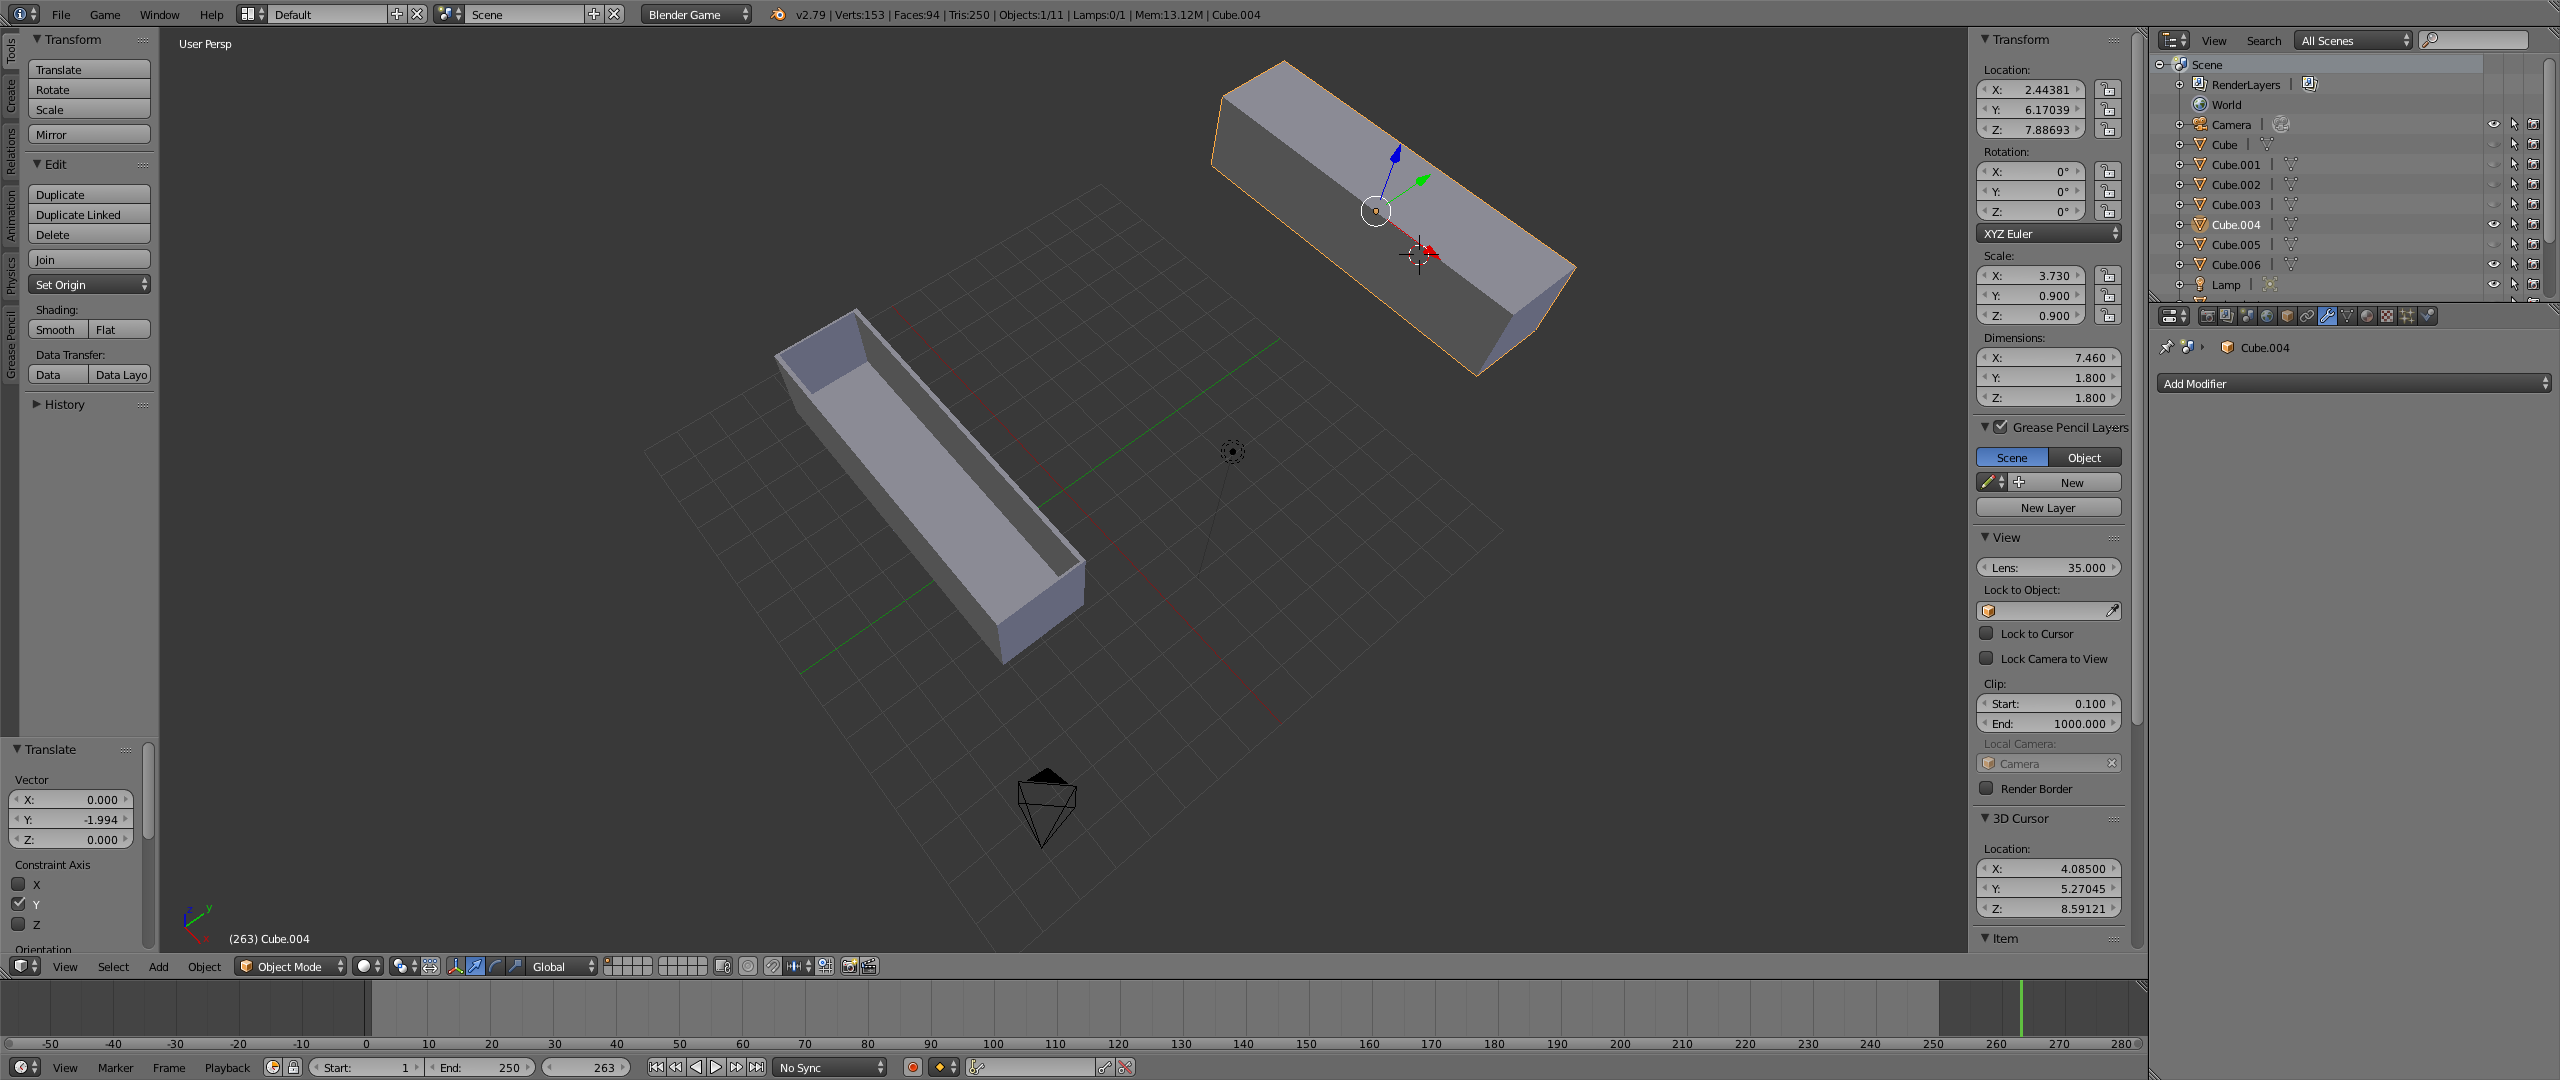 File Game Window Help Default Scene Blender Game v2.79 | Verts:153 | Faces:94 | Tris:250 | Objects:1/11 | Lamps:0/1 | Mem:13.12M | Cube.004
Tools
Create
Relations
Animation
Physics
Grease Pencil
Transform
Translate
Rotate
Scale
Mirror
Edit
Duplicate
Duplicate Linked
Delete
Join
Set Origin
Shading:
Smooth Flat
Data Transfer:
Data Data Layo
History
Translate
Vector
X: 0.000
Y: -1.994
Z: 0.000
Constraint Axis
X
Y
Z
Orientation
User Persp
z y
(263) Cube.004
Transform
Location:
X: 2.44381
Y: 6.17039
Z: 7.88693
Rotation:
X: 0°
Y: 0°
Z: 0°
XYZ Euler
Scale:
X: 3.730
Y: 0.900
Z: 0.900
Dimensions:
X: 7.460
Y: 1.800
Z: 1.800
Grease Pencil Layers
Scene Object
New
New Layer
View
Lens: 35.000
Lock to Object:
Lock to Cursor
Lock Camera to View
Clip:
Start: 0.100
End: 1000.000
Local Camera:
Camera
Render Border
3D Cursor
Location:
X: 4.08500
Y: 5.27045
Z: 8.59121
Item
View Search All Scenes
Scene
RenderLayers |
World
Camera |
Cube |
Cube.001 |
Cube.002 |
Cube.003 |
Cube.004 |
Cube.005 |
Cube.006 |
Lamp |
Cube.004
Add Modifier
View Select Add Object Object Mode Global
-50 -40 -30 -20 -10 0 10 20 30 40 50 60 70 80 90 100 110 120 130 140 150 160 170 180 190 200 210 220 230 240 250 260 270 280
View Marker Frame Playback Start: 1 End: 250 263 No Sync